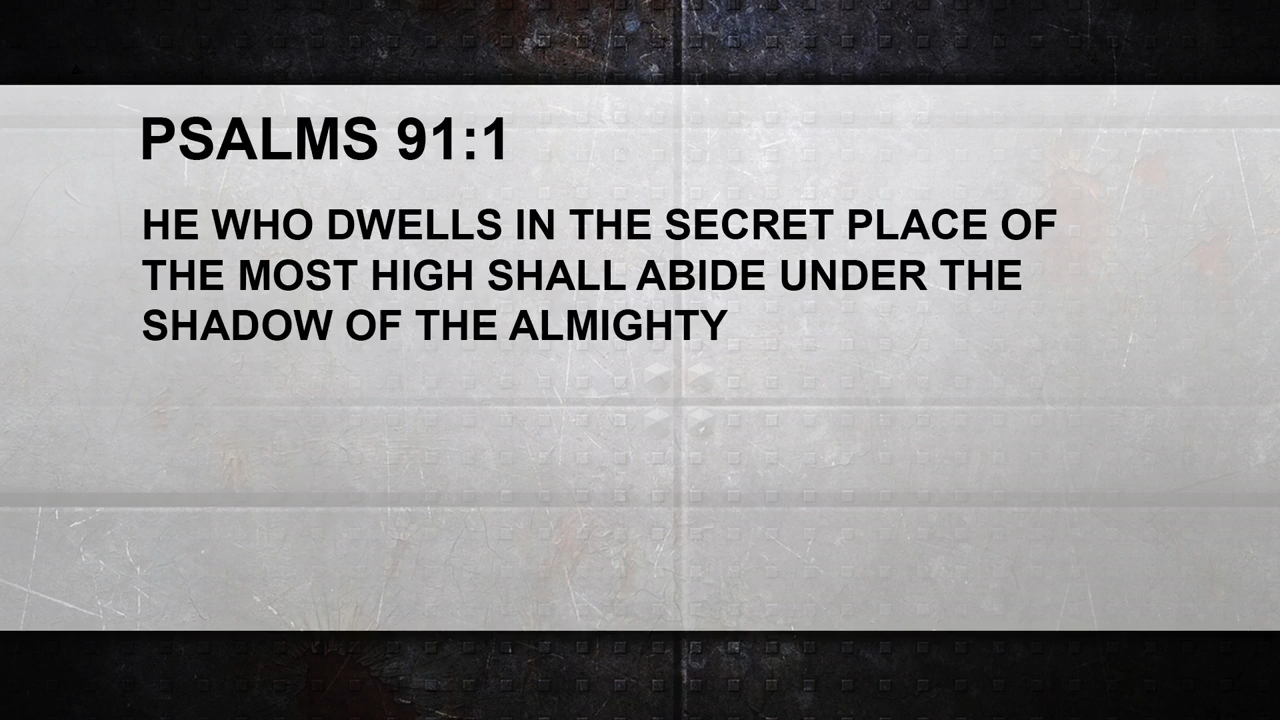 PSALMS 91:1
HE WHO DWELLS IN THE SECRET PLACE OF
THE MOST HIGH SHALL ABIDE UNDER THE
SHADOW OF THE ALMIGHTY